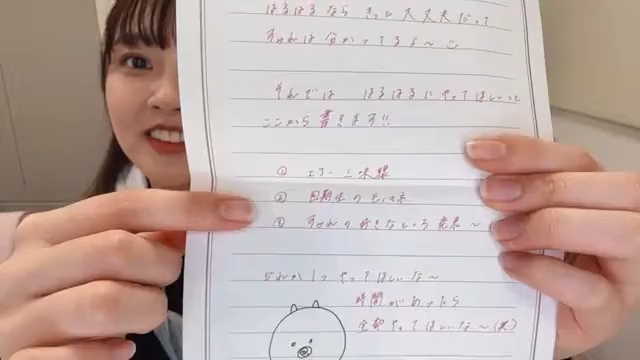 はるはるなら きっと大丈夫だって
すみれは分かってるよ〜
それでは はるはるにやってほしいこと
ここから書きます!!
① エアー三味線
② 同期生のものまね
③ すみれの好きなところ発表〜
どれか1つやってほしいな〜
時間があったら
全部やってほしいな〜(笑)